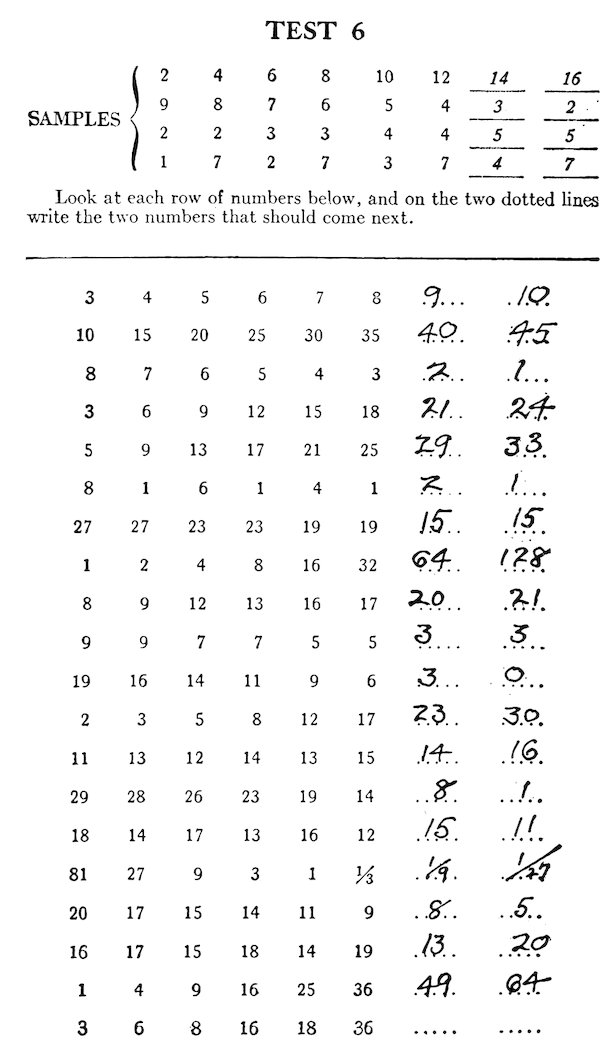 TEST 6
SAMPLES
2 4 6 8 10 12 14 16
9 8 7 6 5 4 3 2
2 2 3 3 4 4 5 5
1 7 2 7 3 7 4 7
Look at each row of numbers below, and on the two dotted lines
write the two numbers that should come next.
3 4 5 6 7 8 9 10
10 15 20 25 30 35 40 45
8 7 6 5 4 3 2 1
3 6 9 12 15 18 21 24
5 9 13 17 21 25 29 33
8 1 6 1 4 1 2 1
27 27 23 23 19 19 15 15
1 2 4 8 16 32 64 128
8 9 12 13 16 17 20 21
9 9 7 7 5 5 3 3
19 16 14 11 9 6 3 0
2 3 5 8 12 17 23 30
11 13 12 14 13 15 14 16
29 28 26 23 19 14 8 1
18 14 17 13 16 12 15 11
81 27 9 3 1 1/3 1/9 1/27
20 17 15 14 11 9 8 5
16 17 15 18 14 19 13 20
1 4 9 16 25 36 49 64
3 6 8 16 18 36 ..... .....